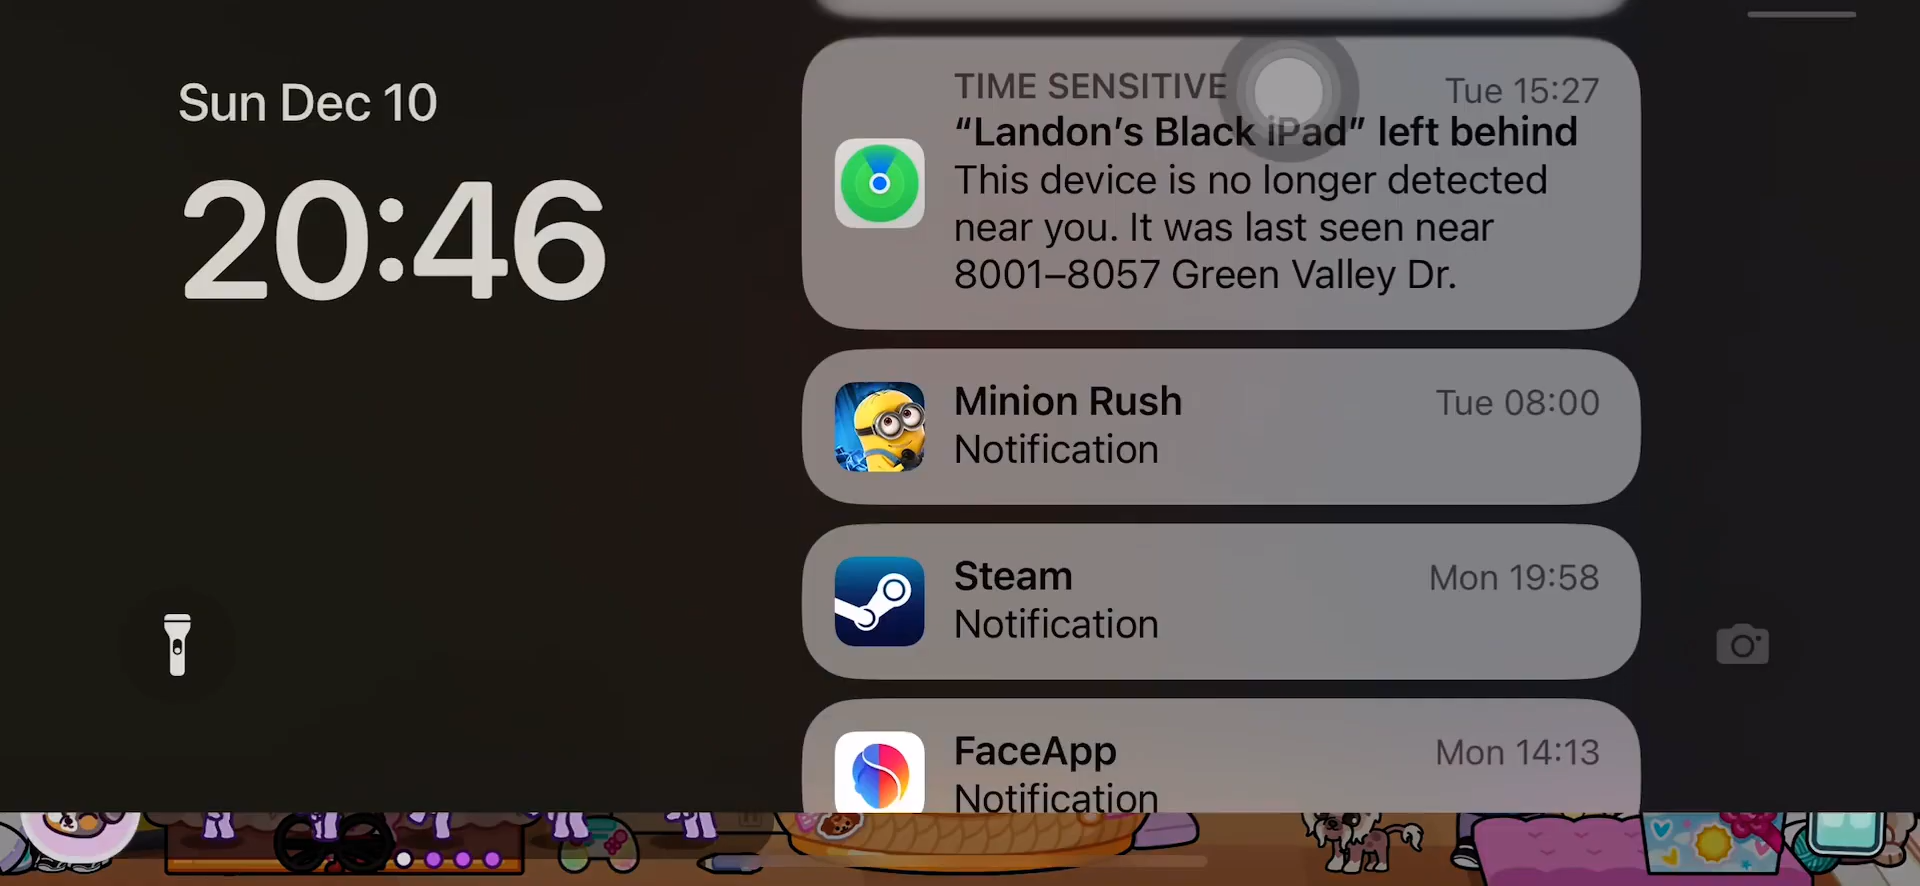 Sun Dec 10
20:46
TIME SENSITIVE
Tue 15:27
“Landon’s Black iPad” left behind
This device is no longer detected
near you. It was last seen near
8001–8057 Green Valley Dr.
Minion Rush
Tue 08:00
Notification
Steam
Mon 19:58
Notification
FaceApp
Mon 14:13
Notification